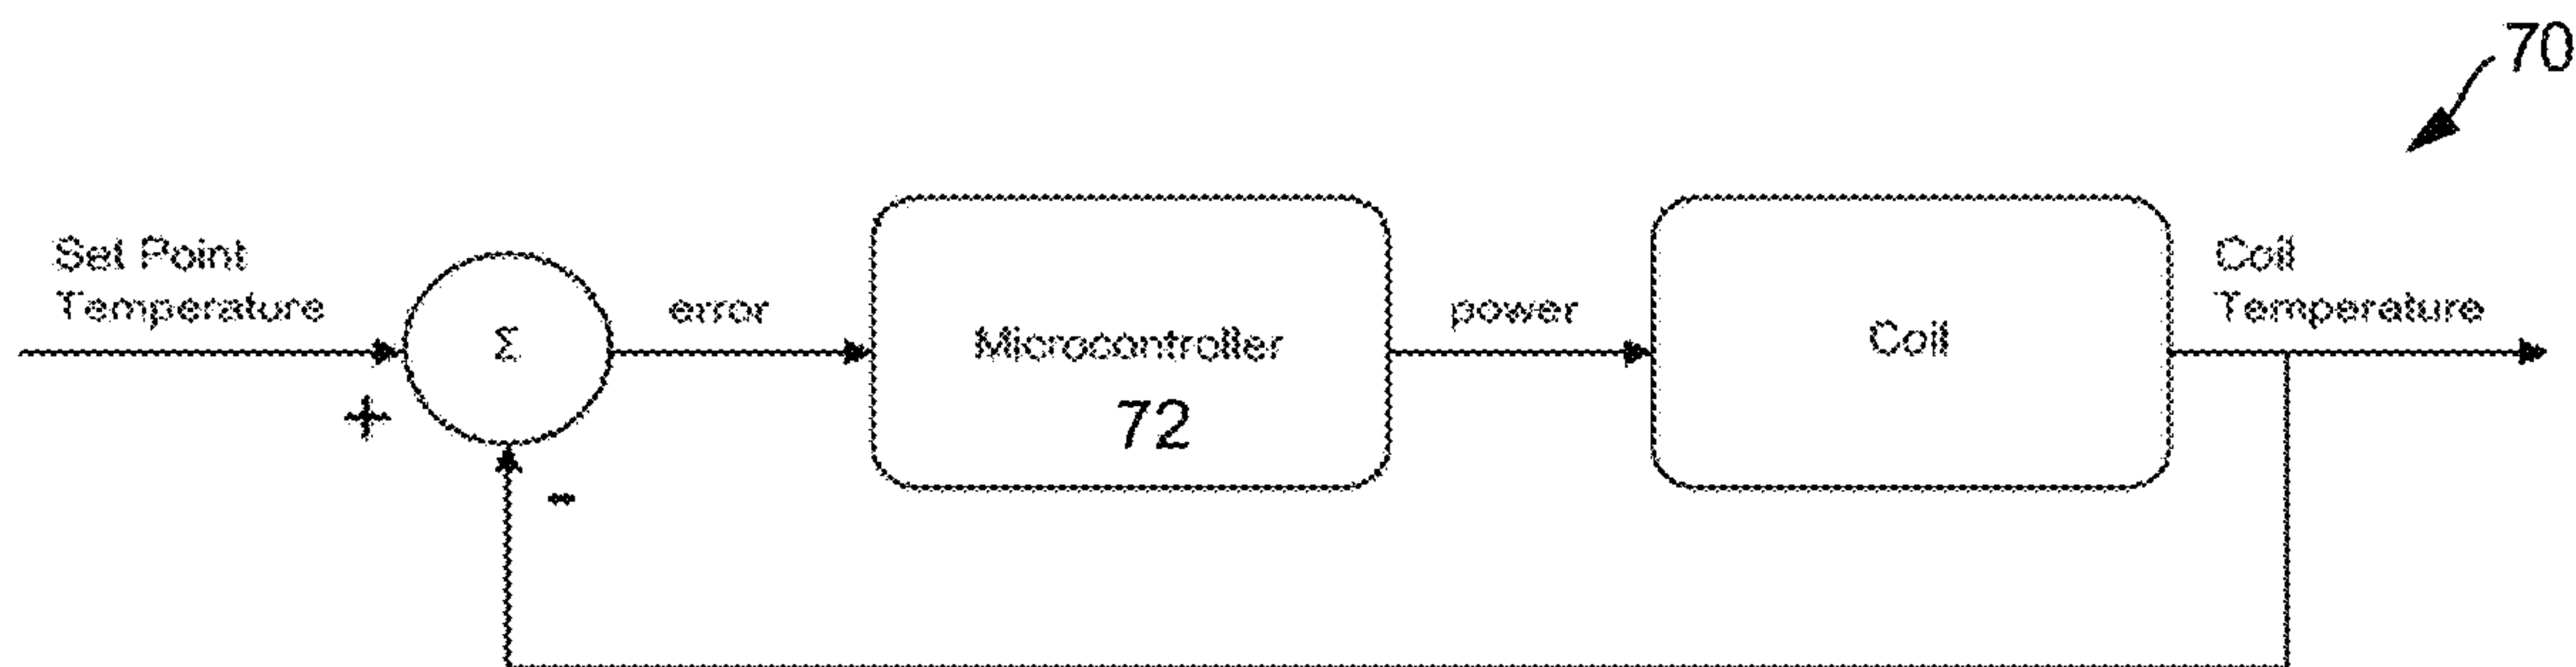 70
Set Point
Temperature
+
Σ
-
error
Microcontroller
72
power
Coil
Coil
Temperature